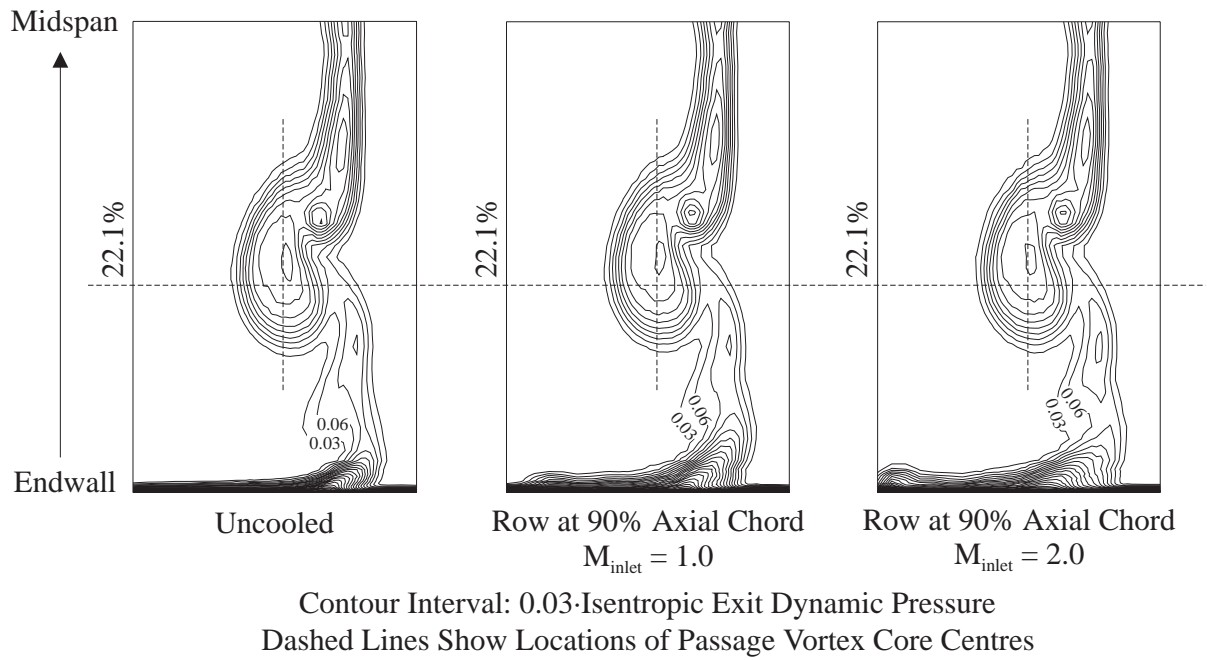 Midspan
22.1%
22.1%
22.1%
0.06
0.03
0.06
0.03
0.06
0.03
Endwall
Uncooled
Row at 90% Axial Chord
M_inlet = 1.0
Row at 90% Axial Chord
M_inlet = 2.0
Contour Interval: 0.03·Isentropic Exit Dynamic Pressure
Dashed Lines Show Locations of Passage Vortex Core Centres